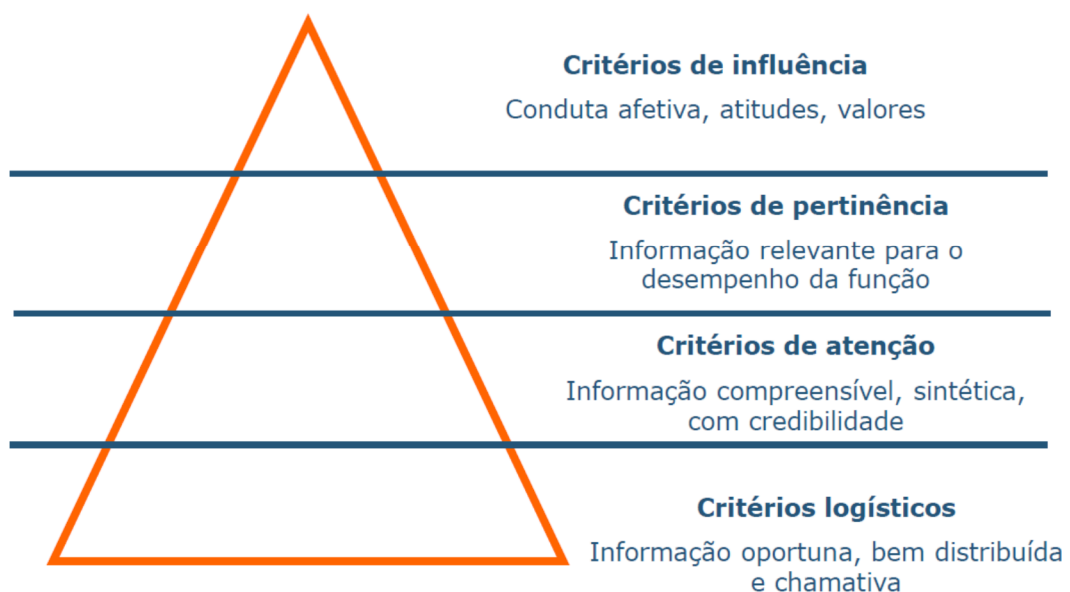 Critérios de influência
Conduta afetiva, atitudes, valores
Critérios de pertinência
Informação relevante para o
desempenho da função
Critérios de atenção
Informação compreensível, sintética,
com credibilidade
Critérios logísticos
Informação oportuna, bem distribuída
e chamativa